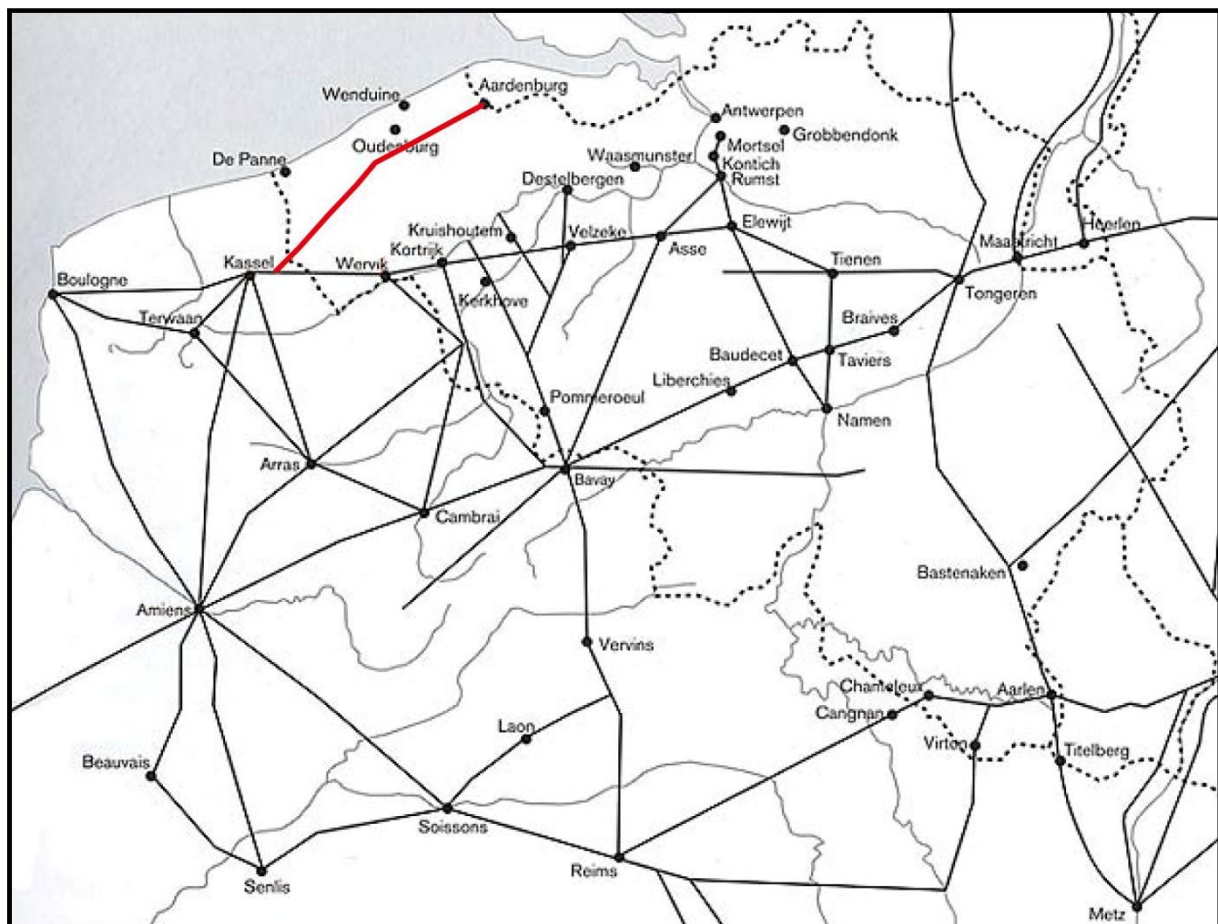 Aardenburg
Wenduine
Antwerpen
Oudenburg
Grobbendonk
Mortsel
De Panne
Waasmunster
Kontich
Destelbergen
Rumst
Kruishoutem
Velzeke
Elewijt
Kortrijk
Asse
Heerlen
Maastricht
Kassel
Wervik
Tienen
Boulogne
Kerkhove
Tongeren
Terwaan
Braives
Baudecet
Taviers
Liberchies
Pommeroeul
Namen
Arras
Bavay
Cambrai
Bastenaken
Amiens
Vervins
Chameleux
Aarlen
Cangnan
Laon
Virton
Titelberg
Beauvais
Soissons
Reims
Senlis
Metz